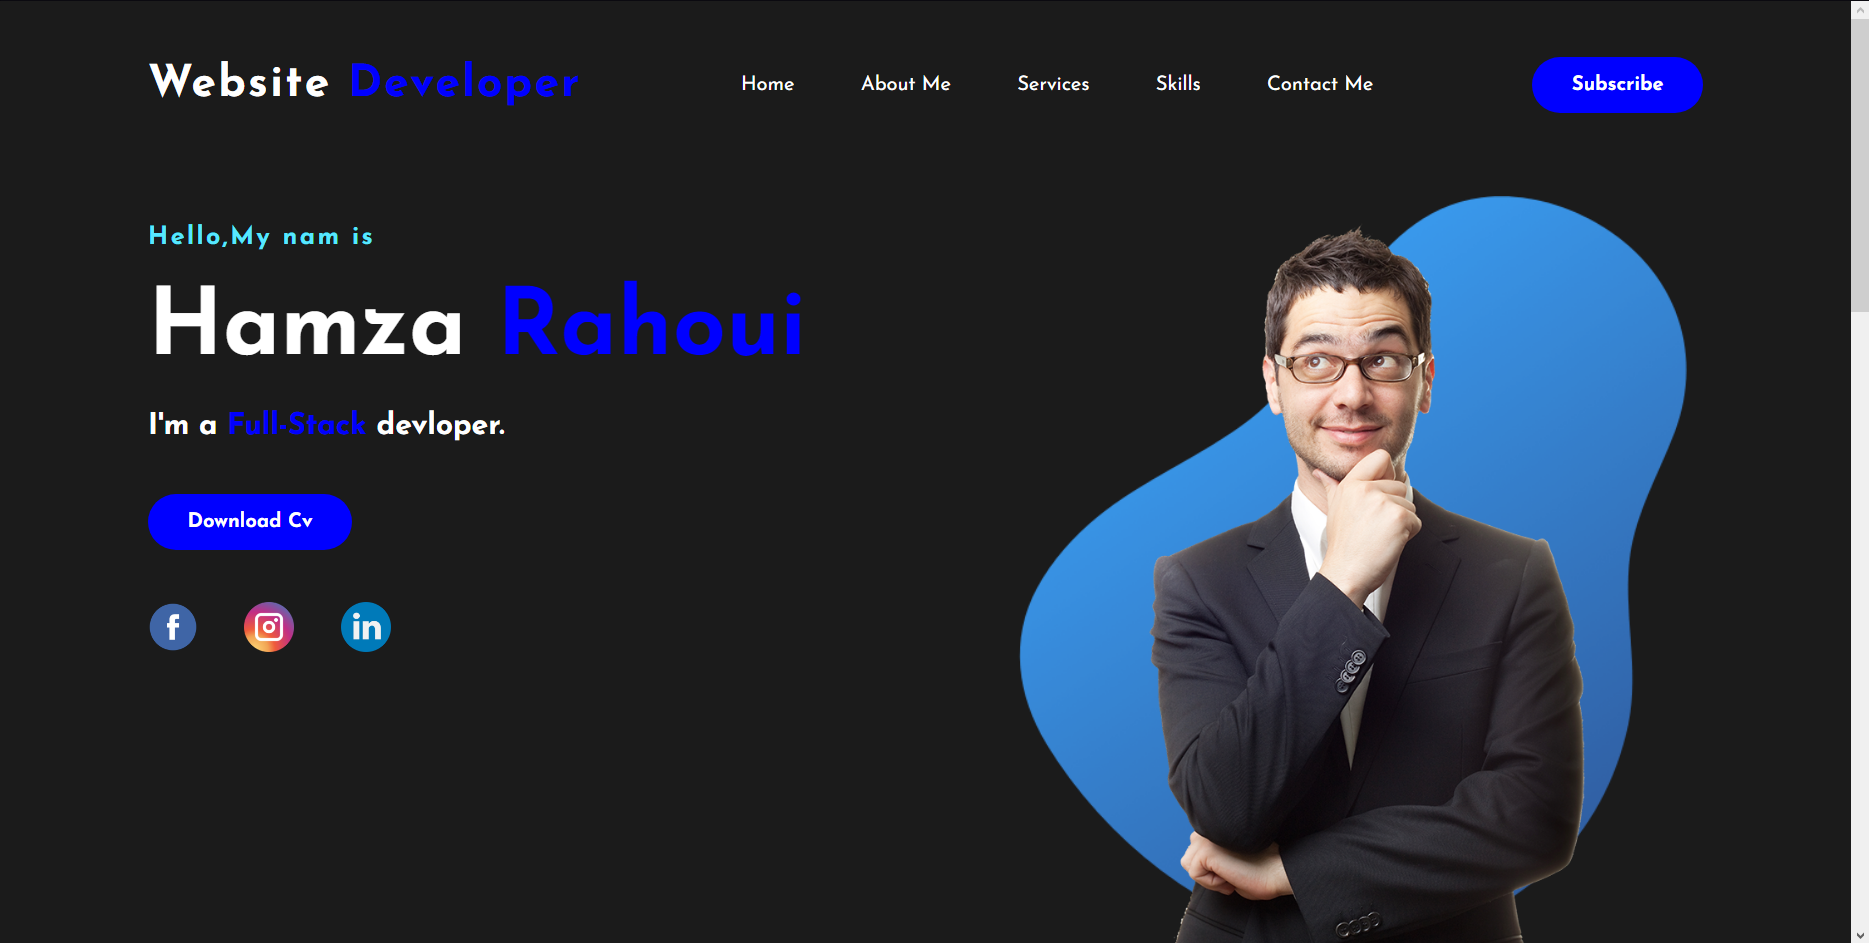 Website Developer
Home About Me Services Skills Contact Me
Subscribe
Hello,My nam is
Hamza Rahoui
I'm a Full-Stack devloper.
Download Cv
f
in